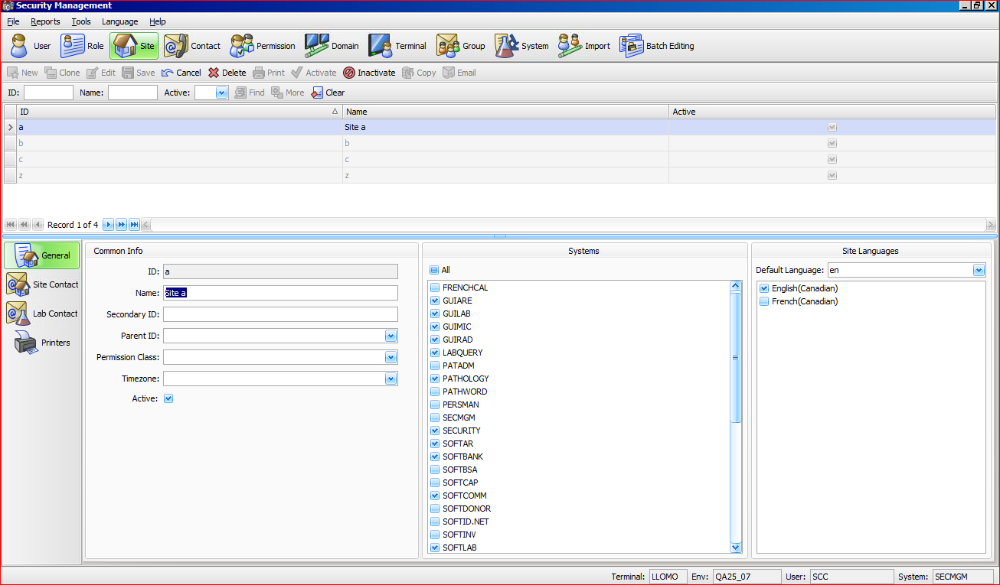 Security Management
File Reports Tools Language Help
User Role Site Contact Permission Domain Terminal Group System Import Batch Editing
New Clone Edit Save Cancel Delete Print Activate Inactivate Copy Email
ID: Name: Active: Find More Clear
ID Name Active
a Site a
b b
c c
z z
Record 1 of 4
General
Site Contact
Lab Contact
Printers
Common Info
ID: a
Name: Site a
Secondary ID:
Parent ID:
Permission Class:
Timezone:
Active:
Systems
All
FRENCHCAL
GUIARE
GUILAB
GUIMIC
GUIRAD
LABQUERY
PATADM
PATHOLOGY
PATHWORD
PERSMAN
SECMGM
SECURITY
SOFTAR
SOFTBANK
SOFTBSA
SOFTCAP
SOFTCOMM
SOFTDONOR
SOFTID.NET
SOFTINV
SOFTLAB
Site Languages
Default Language: en
English(Canadian)
French(Canadian)
Terminal: LLOMO Env: QA25_07 User: SCC System: SECMGM